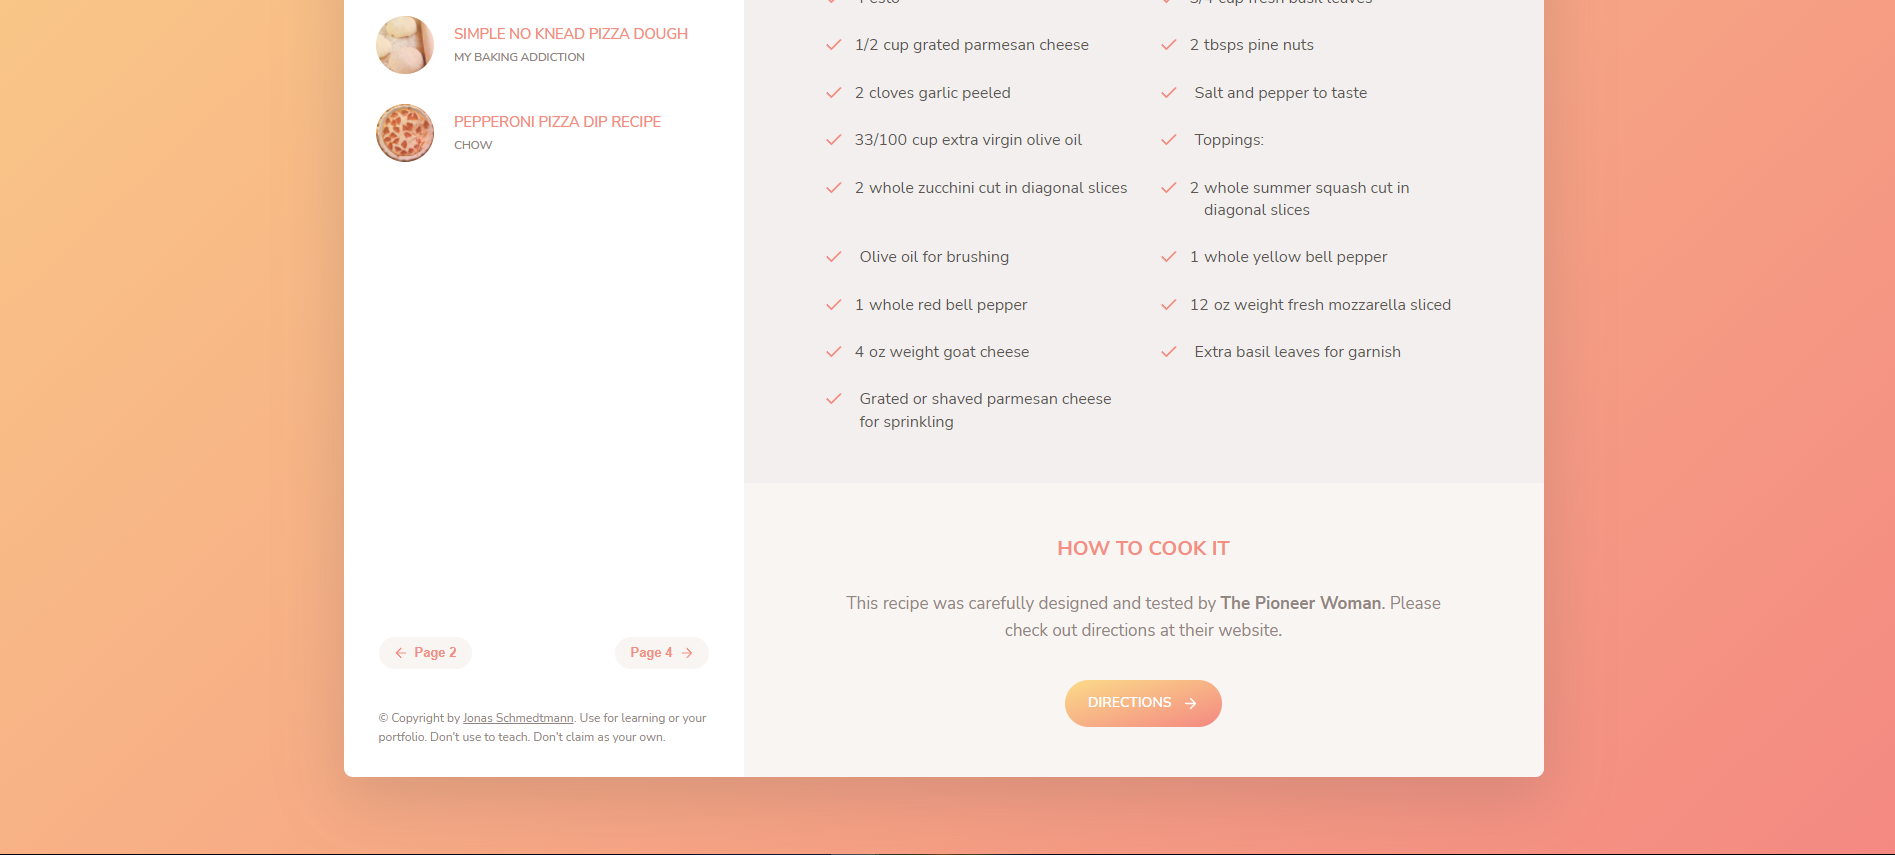 SIMPLE NO KNEAD PIZZA DOUGH
MY BAKING ADDICTION
PEPPERONI PIZZA DIP RECIPE
CHOW
← Page 2
Page 4 →
© Copyright by Jonas Schmedtmann. Use for learning or your
portfolio. Don't use to teach. Don't claim as your own.
Pesto
3/4 cup fresh basil leaves
1/2 cup grated parmesan cheese
2 tbsps pine nuts
2 cloves garlic peeled
Salt and pepper to taste
33/100 cup extra virgin olive oil
Toppings:
2 whole zucchini cut in diagonal slices
2 whole summer squash cut in
diagonal slices
Olive oil for brushing
1 whole yellow bell pepper
1 whole red bell pepper
12 oz weight fresh mozzarella sliced
4 oz weight goat cheese
Extra basil leaves for garnish
Grated or shaved parmesan cheese
for sprinkling
HOW TO COOK IT
This recipe was carefully designed and tested by The Pioneer Woman. Please
check out directions at their website.
DIRECTIONS →